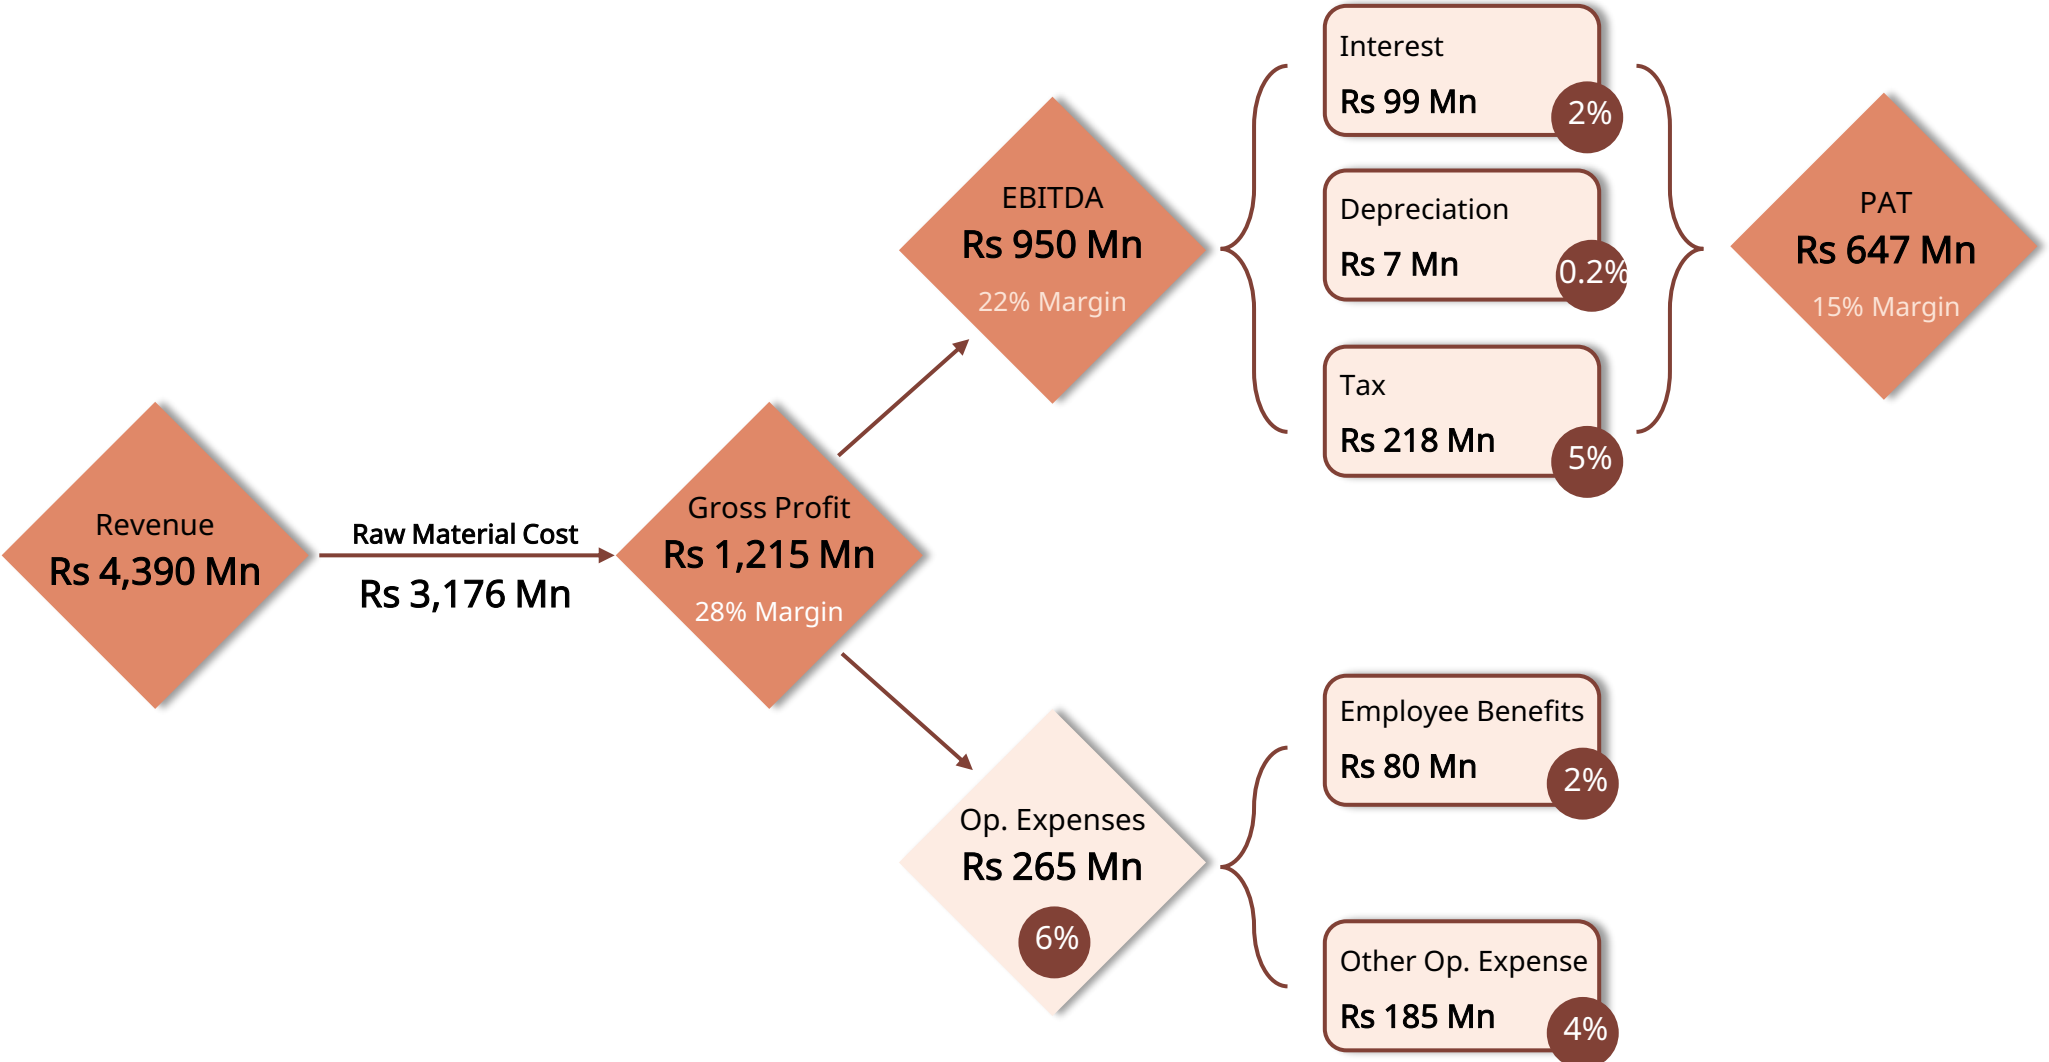 Revenue
Rs 4,390 Mn
Raw Material Cost
Rs 3,176 Mn
Gross Profit
Rs 1,215 Mn
28% Margin
EBITDA
Rs 950 Mn
22% Margin
Interest
Rs 99 Mn
2%
Depreciation
Rs 7 Mn
0.2%
Tax
Rs 218 Mn
5%
PAT
Rs 647 Mn
15% Margin
Op. Expenses
Rs 265 Mn
6%
Employee Benefits
Rs 80 Mn
2%
Other Op. Expense
Rs 185 Mn
4%